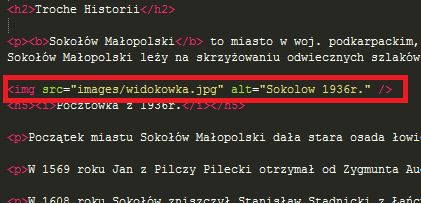 <h2>Troche Historii</h2>
<p><b>Sokołów Małopolski</b> to miasto w woj. podkarpackim,
Sokołów Małopolski leży na skrzyżowaniu odwiecznych szlaków
<img src="images/widokowka.jpg" alt="Sokolow 1936r." />
<h5><i>Pocztówka z 1936r.</i></h5>
<p>Początek miastu Sokołów Małopolski dała stara osada łowi
<p>W 1569 roku Jan z Pilczy Pilecki otrzymał od Zygmunta Au
<p>W 1608 roku Sokołów zniszczył Stanisław Stadnicki z Łańc